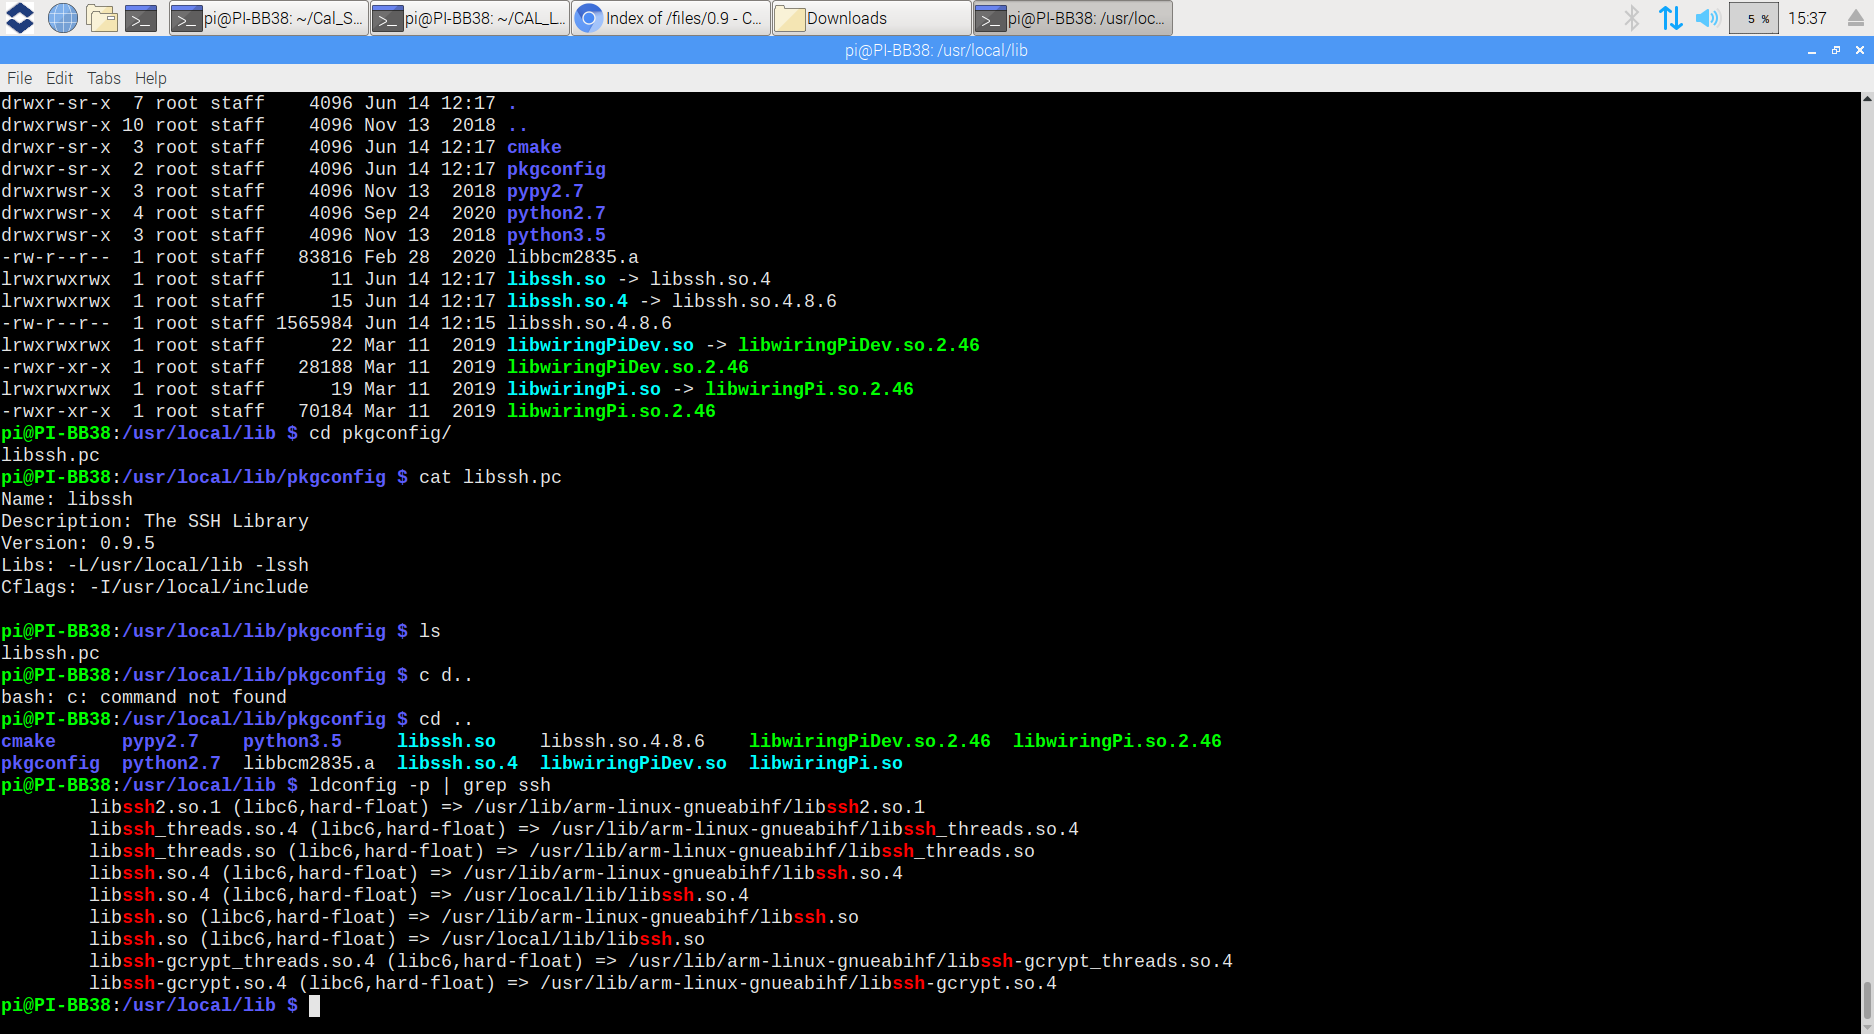 pi@PI-BB38: ~/Cal_S... pi@PI-BB38: ~/CAL_L... Index of /files/0.9 - C... Downloads pi@PI-BB38: /usr/loc... 5 % 15:37
pi@PI-BB38: /usr/local/lib
File Edit Tabs Help
drwxr-sr-x  7 root staff    4096 Jun 14 12:17 .
drwxrwsr-x 10 root staff    4096 Nov 13  2018 ..
drwxr-sr-x  3 root staff    4096 Jun 14 12:17 cmake
drwxr-sr-x  2 root staff    4096 Jun 14 12:17 pkgconfig
drwxrwsr-x  3 root staff    4096 Nov 13  2018 pypy2.7
drwxrwsr-x  4 root staff    4096 Sep 24  2020 python2.7
drwxrwsr-x  3 root staff    4096 Nov 13  2018 python3.5
-rw-r--r--  1 root staff   83816 Feb 28  2020 libbcm2835.a
lrwxrwxrwx  1 root staff      11 Jun 14 12:17 libssh.so -> libssh.so.4
lrwxrwxrwx  1 root staff      15 Jun 14 12:17 libssh.so.4 -> libssh.so.4.8.6
-rw-r--r--  1 root staff 1565984 Jun 14 12:15 libssh.so.4.8.6
lrwxrwxrwx  1 root staff      22 Mar 11  2019 libwiringPiDev.so -> libwiringPiDev.so.2.46
-rwxr-xr-x  1 root staff   28188 Mar 11  2019 libwiringPiDev.so.2.46
lrwxrwxrwx  1 root staff      19 Mar 11  2019 libwiringPi.so -> libwiringPi.so.2.46
-rwxr-xr-x  1 root staff   70184 Mar 11  2019 libwiringPi.so.2.46
pi@PI-BB38:/usr/local/lib $ cd pkgconfig/
libssh.pc
pi@PI-BB38:/usr/local/lib/pkgconfig $ cat libssh.pc
Name: libssh
Description: The SSH Library
Version: 0.9.5
Libs: -L/usr/local/lib -lssh
Cflags: -I/usr/local/include
pi@PI-BB38:/usr/local/lib/pkgconfig $ ls
libssh.pc
pi@PI-BB38:/usr/local/lib/pkgconfig $ c d..
bash: c: command not found
pi@PI-BB38:/usr/local/lib/pkgconfig $ cd ..
cmake      pypy2.7    python3.5     libssh.so    libssh.so.4.8.6    libwiringPiDev.so.2.46  libwiringPi.so.2.46
pkgconfig  python2.7  libbcm2835.a  libssh.so.4  libwiringPiDev.so  libwiringPi.so
pi@PI-BB38:/usr/local/lib $ ldconfig -p | grep ssh
libssh2.so.1 (libc6,hard-float) => /usr/lib/arm-linux-gnueabihf/libssh2.so.1
libssh_threads.so.4 (libc6,hard-float) => /usr/lib/arm-linux-gnueabihf/libssh_threads.so.4
libssh_threads.so (libc6,hard-float) => /usr/lib/arm-linux-gnueabihf/libssh_threads.so
libssh.so.4 (libc6,hard-float) => /usr/lib/arm-linux-gnueabihf/libssh.so.4
libssh.so.4 (libc6,hard-float) => /usr/local/lib/libssh.so.4
libssh.so (libc6,hard-float) => /usr/lib/arm-linux-gnueabihf/libssh.so
libssh.so (libc6,hard-float) => /usr/local/lib/libssh.so
libssh-gcrypt_threads.so.4 (libc6,hard-float) => /usr/lib/arm-linux-gnueabihf/libssh-gcrypt_threads.so.4
libssh-gcrypt.so.4 (libc6,hard-float) => /usr/lib/arm-linux-gnueabihf/libssh-gcrypt.so.4
pi@PI-BB38:/usr/local/lib $